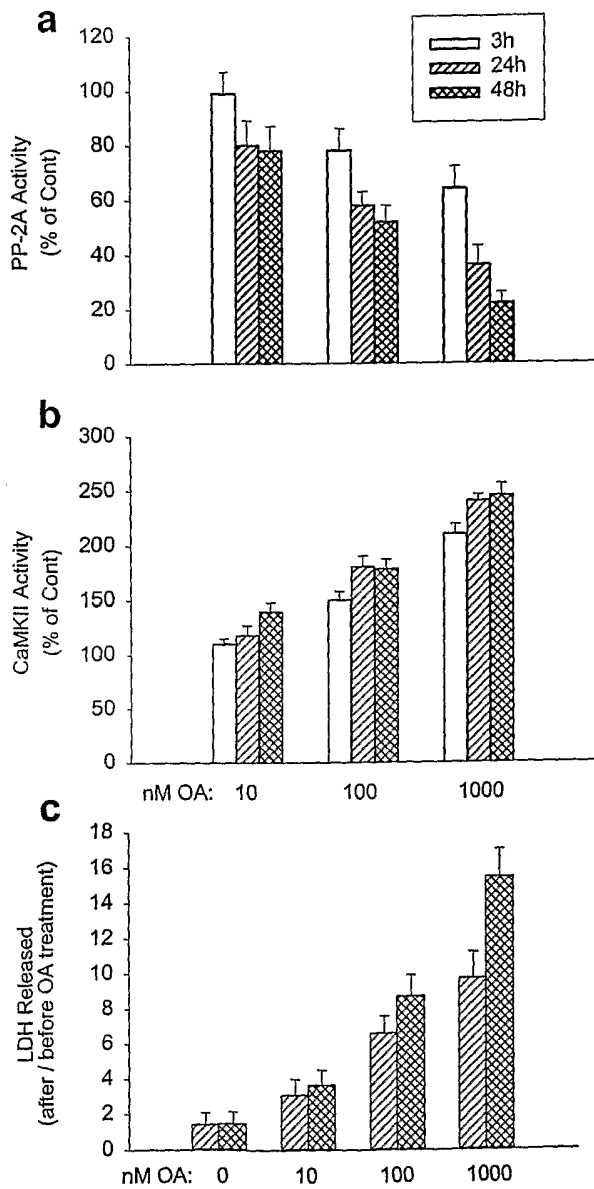 a
120
100
80
60
40
20
0
PP-2A Activity
(% of Cont)
3h
24h
48h
b
300
250
200
150
100
50
0
CaMKII Activity
(% of Cont)
nM OA: 10 100 1000
c
18
16
14
12
10
8
6
4
2
0
LDH Released
(after / before OA treatment)
nM OA: 0 10 100 1000